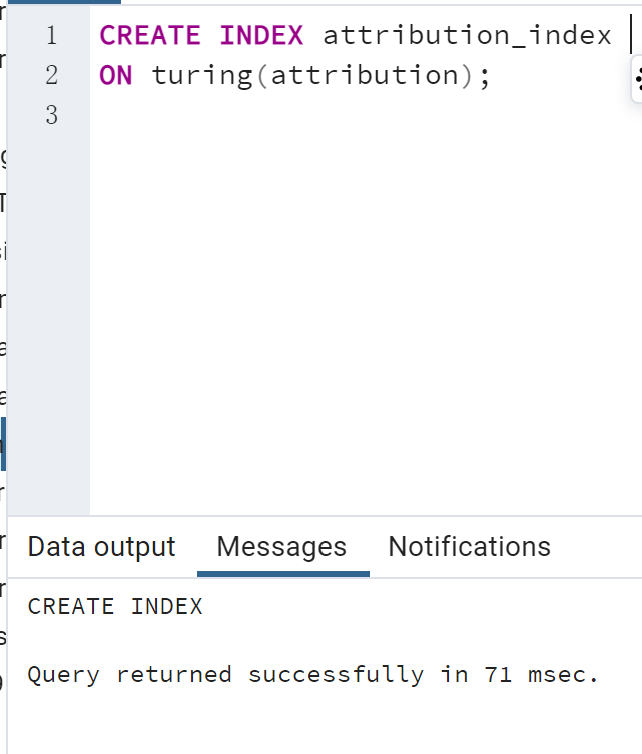 1 CREATE INDEX attribution_index
2 ON turing(attribution);
3
Data output Messages Notifications
CREATE INDEX
Query returned successfully in 71 msec.